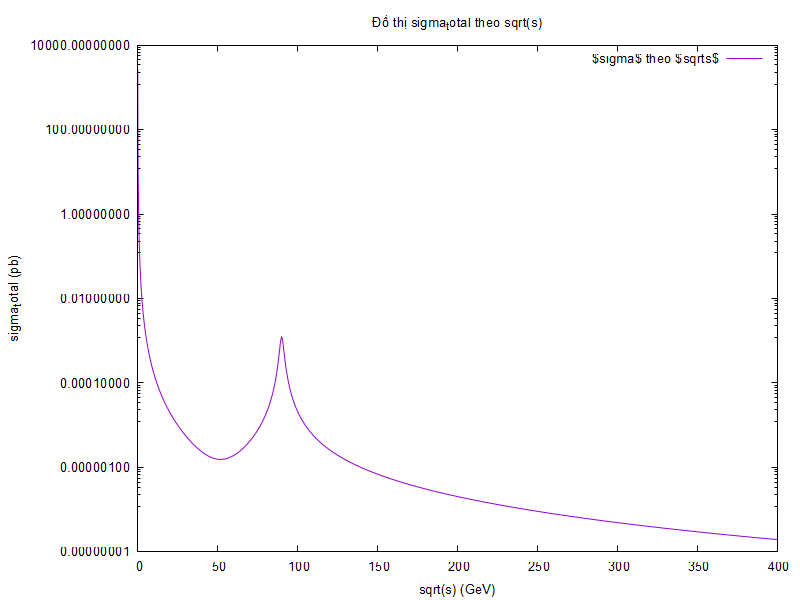 Đồ thị sigmatotal theo sqrt(s)
$sigma$ theo $sqrts$
10000.00000000
100.00000000
1.00000000
0.01000000
0.00010000
0.00000100
0.00000001
sigmatotal (pb)
0 50 100 150 200 250 300 350 400
sqrt(s) (GeV)